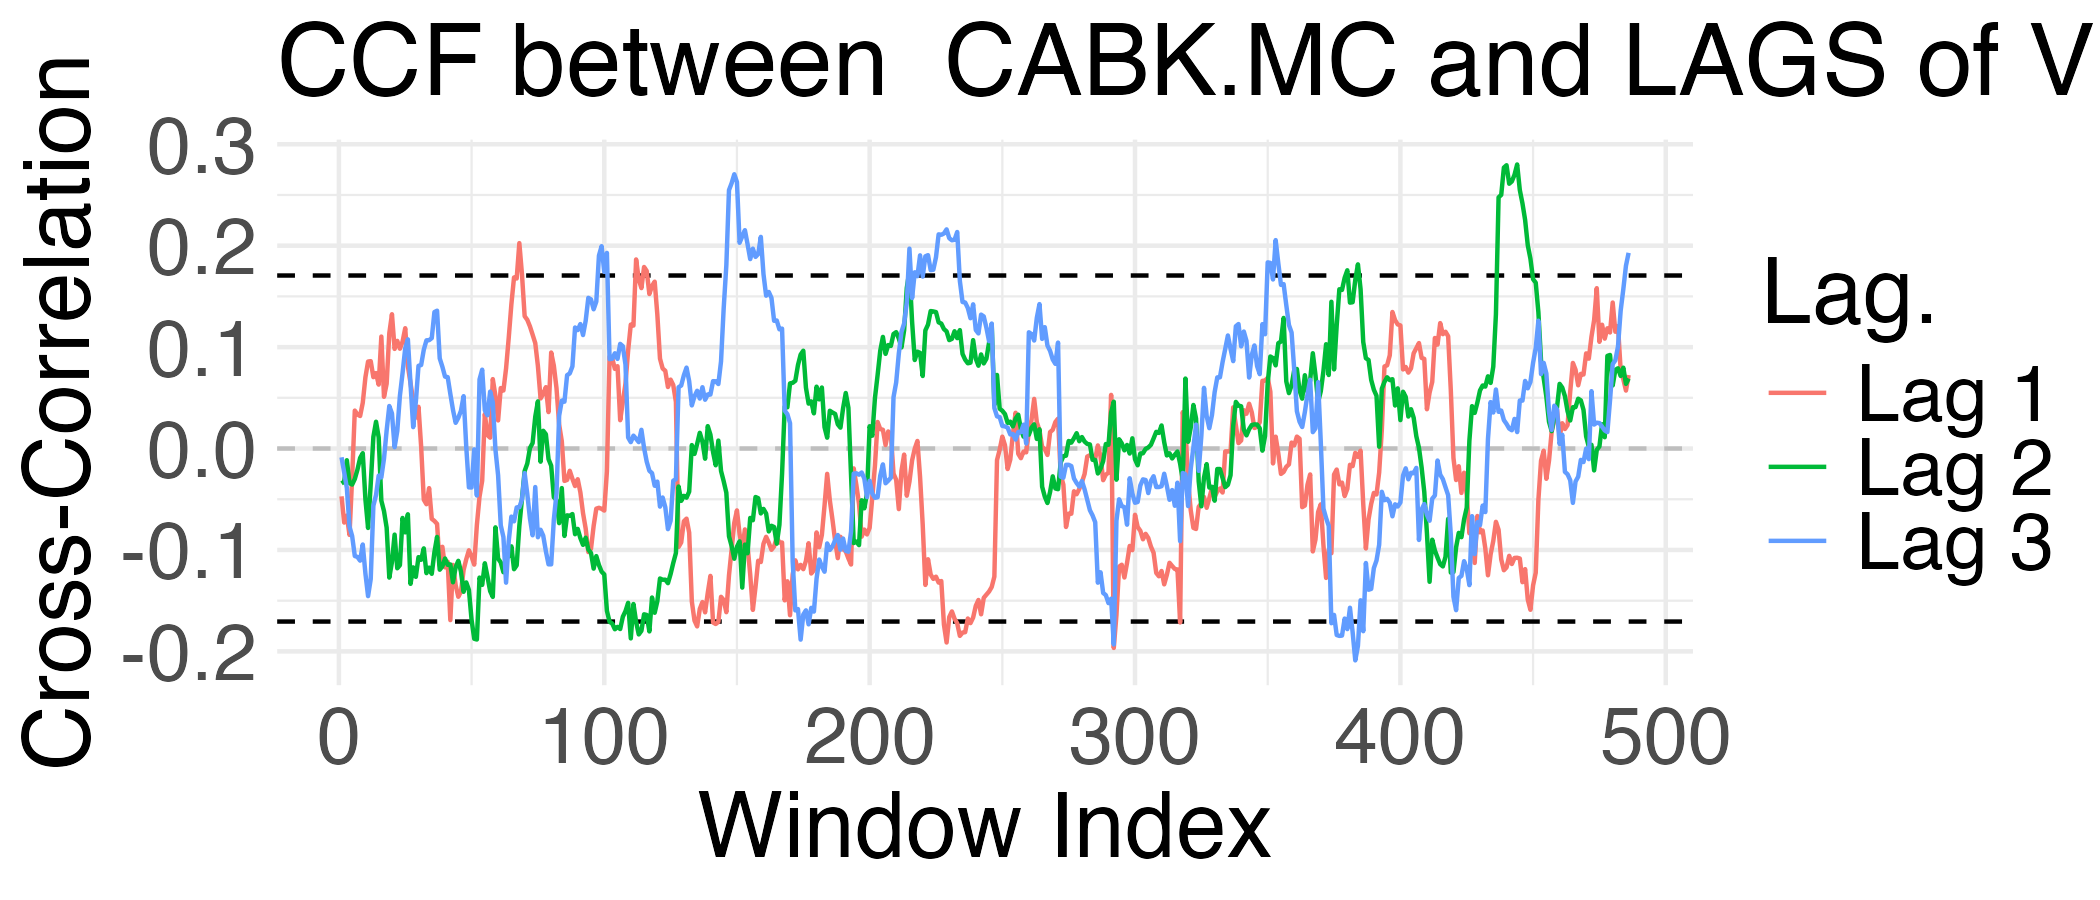 CCF between  CABK.MC and LAGS of V
Cross-Correlation
0.3
0.2
0.1
0.0
-0.1
-0.2
0 100 200 300 400 500
Window Index
Lag.
Lag 1
Lag 2
Lag 3